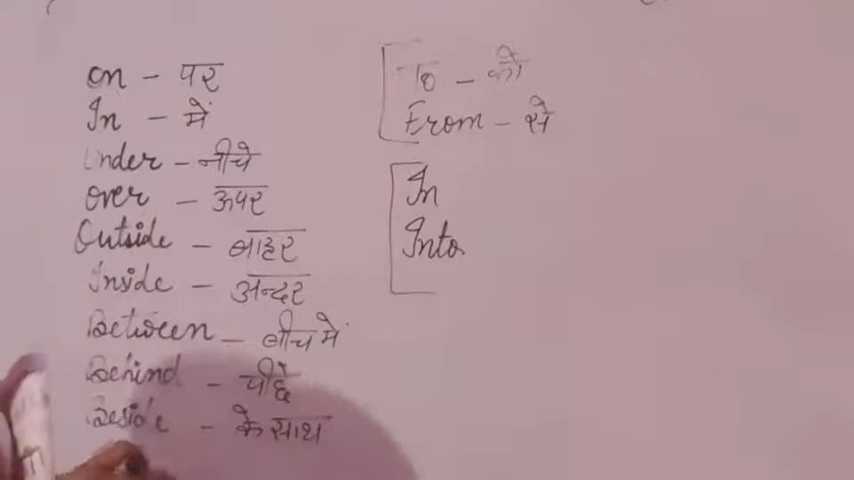 On - पर
In - में
Under - नीचे
Over - ऊपर
Outside - बाहर
Inside - अन्दर
Between - बीच में
Behind - पीछे
Beside - के साथ
To - को
From - से
In
Into